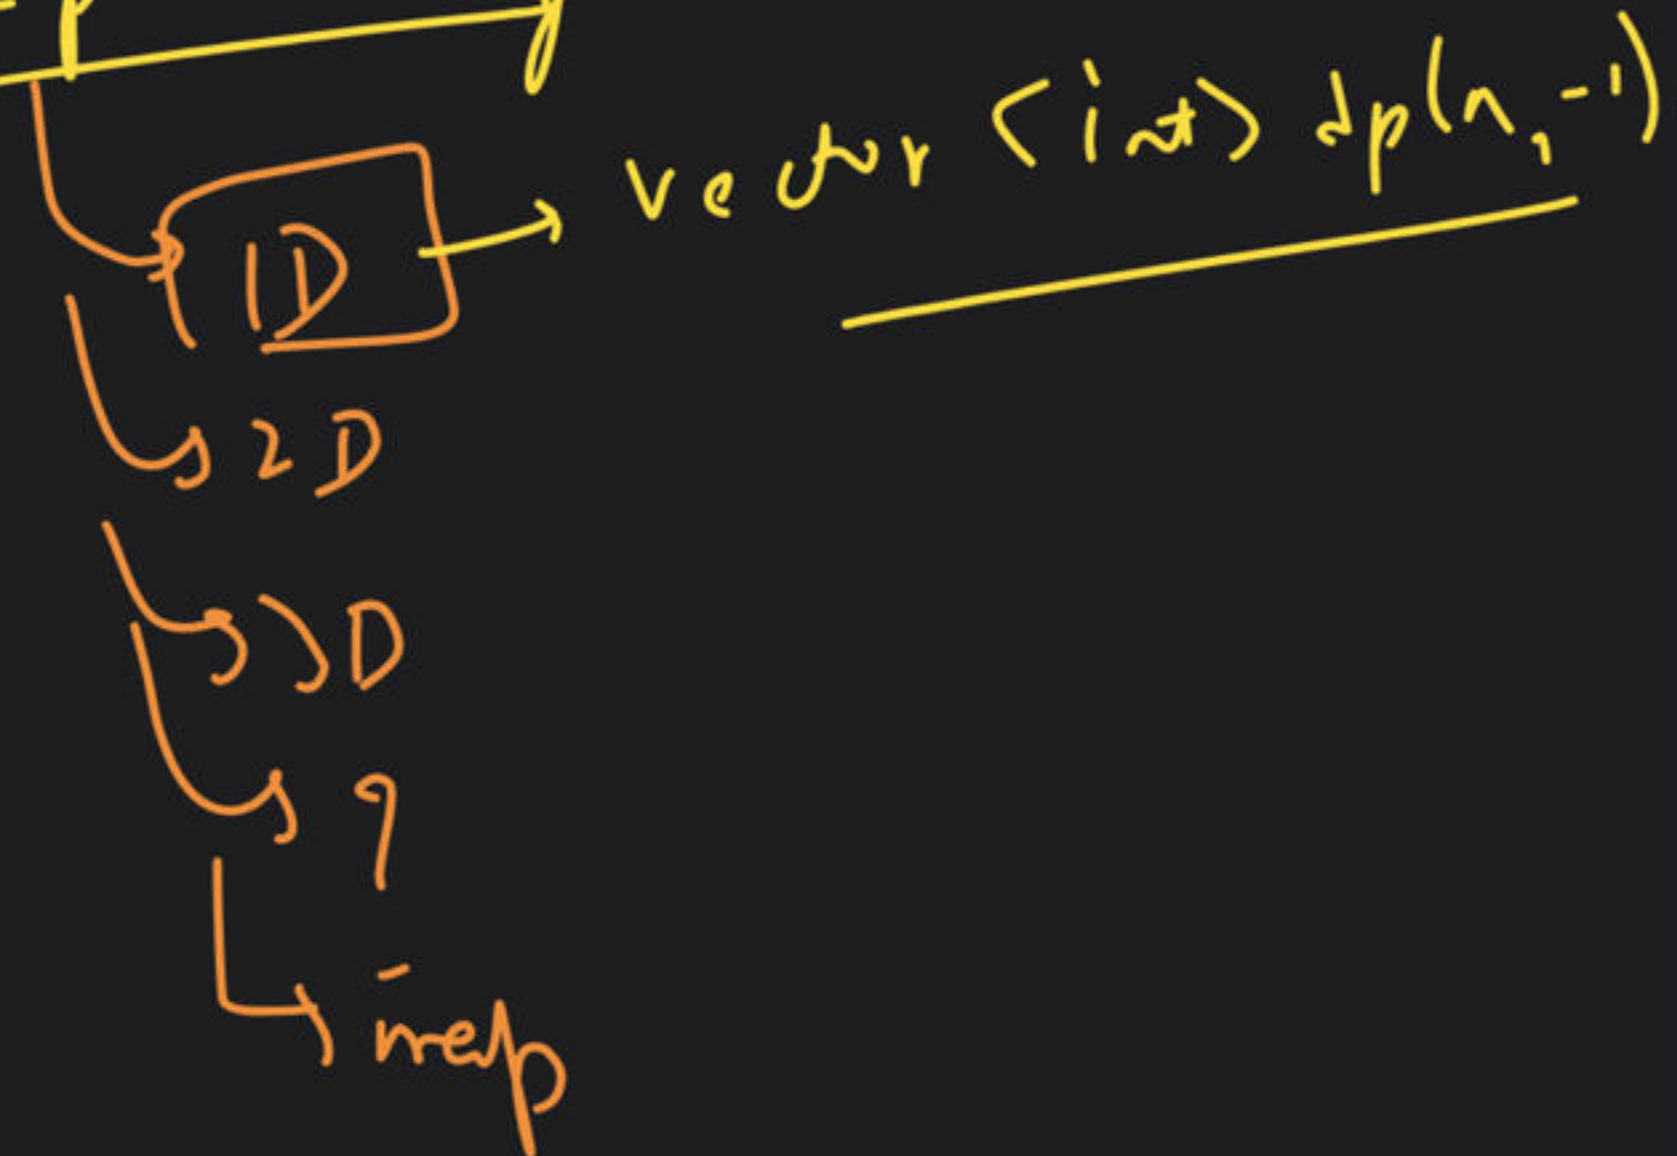 1D → vector <int> dp(n, -1)
2D
3D
?
map